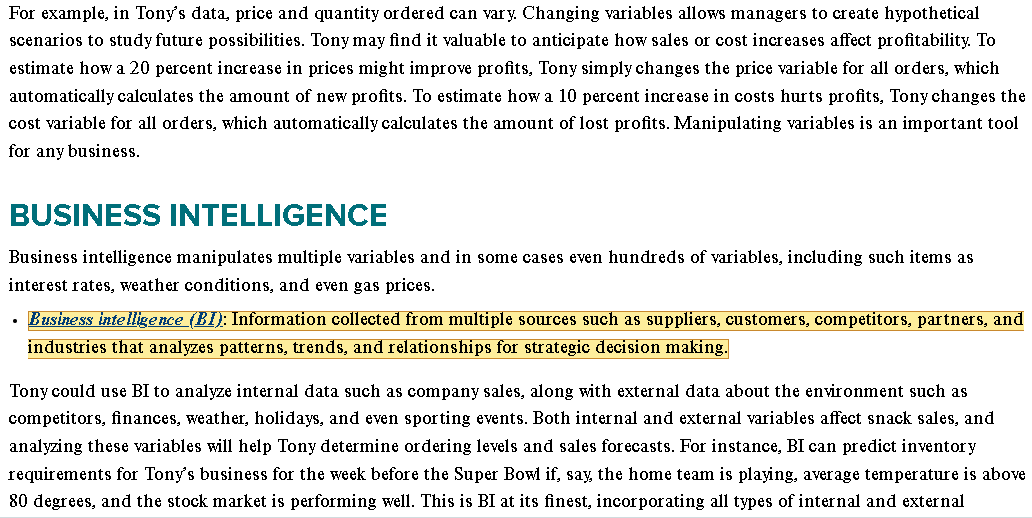 For example, in Tony's data, price and quantity ordered can vary. Changing variables allows managers to create hypothetical
scenarios to study future possibilities. Tony may find it valuable to anticipate how sales or cost increases affect profitability. To
estimate how a 20 percent increase in prices might improve profits, Tony simply changes the price variable for all orders, which
automatically calculates the amount of new profits. To estimate how a 10 percent increase in costs hurts profits, Tony changes the
cost variable for all orders, which automatically calculates the amount of lost profits. Manipulating variables is an important tool
for any business.
BUSINESS INTELLIGENCE
Business intelligence manipulates multiple variables and in some cases even hundreds of variables, including such items as
interest rates, weather conditions, and even gas prices.
• Business intelligence (BI): Information collected from multiple sources such as suppliers, customers, competitors, partners, and
industries that analyzes patterns, trends, and relationships for strategic decision making.
Tony could use BI to analyze internal data such as company sales, along with external data about the environment such as
competitors, finances, weather, holidays, and even sporting events. Both internal and external variables affect snack sales, and
analyzing these variables will help Tony determine ordering levels and sales forecasts. For instance, BI can predict inventory
requirements for Tony's business for the week before the Super Bowl if, say, the home team is playing, average temperature is above
80 degrees, and the stock market is performing well. This is BI at its finest, incorporating all types of internal and external